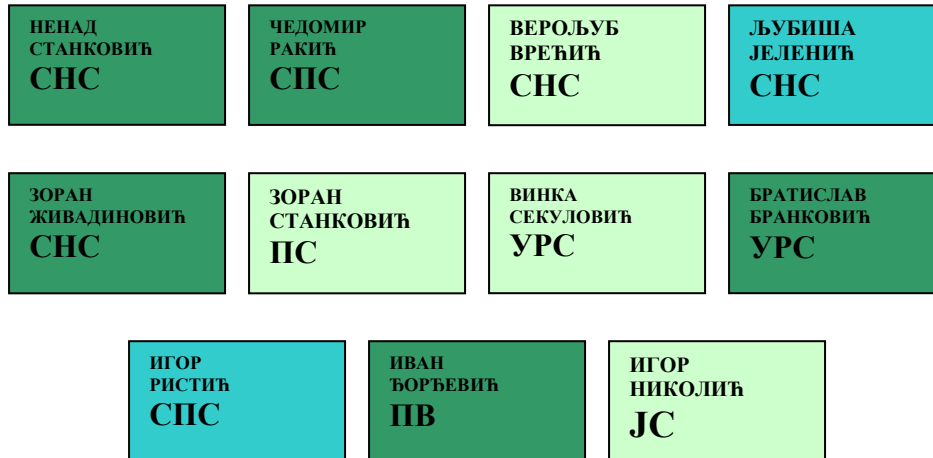 НЕНАД
СТАНКОВИЋ
СНС
ЧЕДОМИР
РАКИЋ
СПС
ВЕРОЉУБ
ВРЕЋИЋ
СНС
ЉУБИША
ЈЕЛЕНИЋ
СНС
ЗОРАН
ЖИВАДИНОВИЋ
СНС
ЗОРАН
СТАНКОВИЋ
ПС
ВИНКА
СЕКУЛОВИЋ
УРС
БРАТИСЛАВ
БРАНКОВИЋ
УРС
ИГОР
РИСТИЋ
СПС
ИВАН
ЂОРЂЕВИЋ
ПВ
ИГОР
НИКОЛИЋ
ЈС